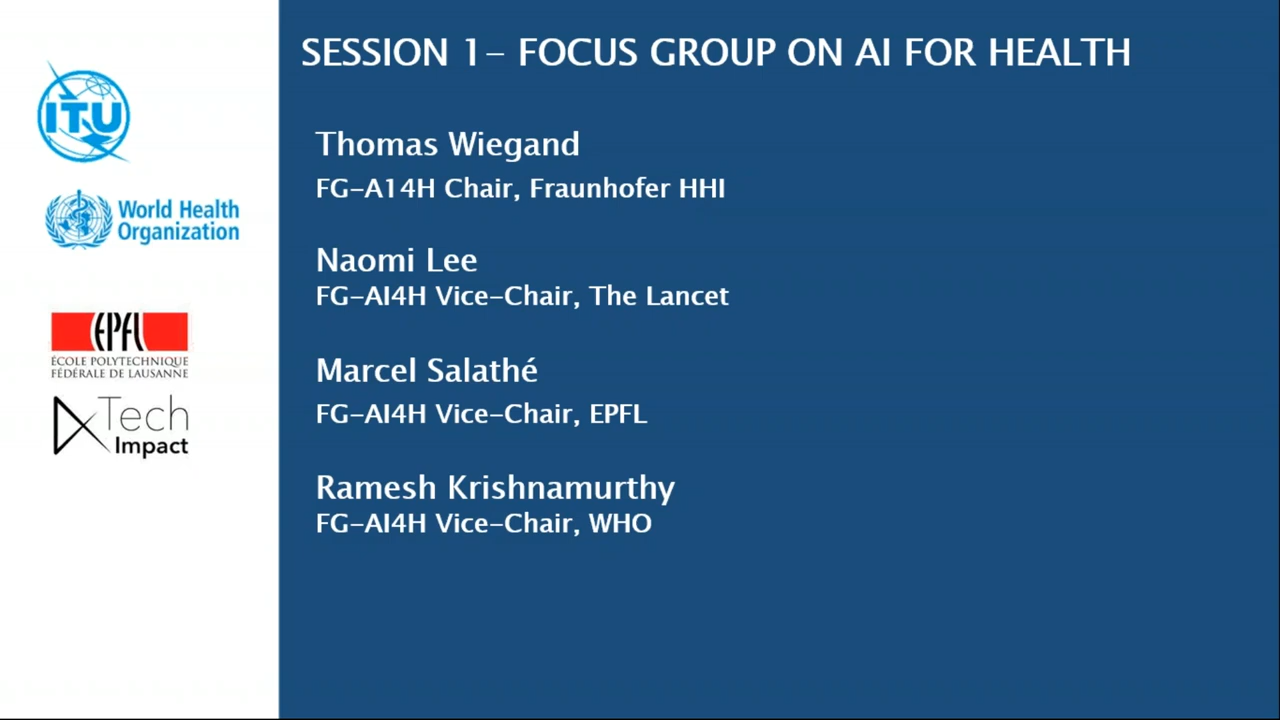 SESSION 1– FOCUS GROUP ON AI FOR HEALTH
ITU
World Health
Organization
EPFL
ÉCOLE POLYTECHNIQUE
FÉDÉRALE DE LAUSANNE
Tech
Impact
Thomas Wiegand
FG–A14H Chair, Fraunhofer HHI
Naomi Lee
FG–AI4H Vice–Chair, The Lancet
Marcel Salathé
FG–AI4H Vice–Chair, EPFL
Ramesh Krishnamurthy
FG–AI4H Vice–Chair, WHO